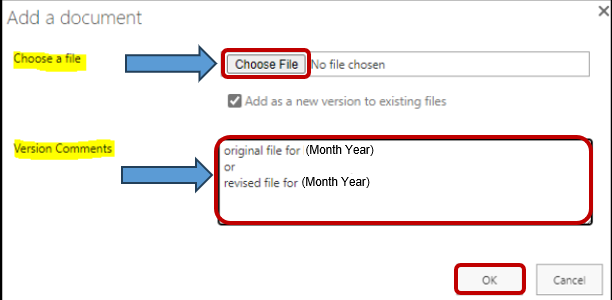 Add a document
Choose a file
Choose File No file chosen
Add as a new version to existing files
Version Comments
original file for (Month Year)
or
revised file for (Month Year)
OK Cancel